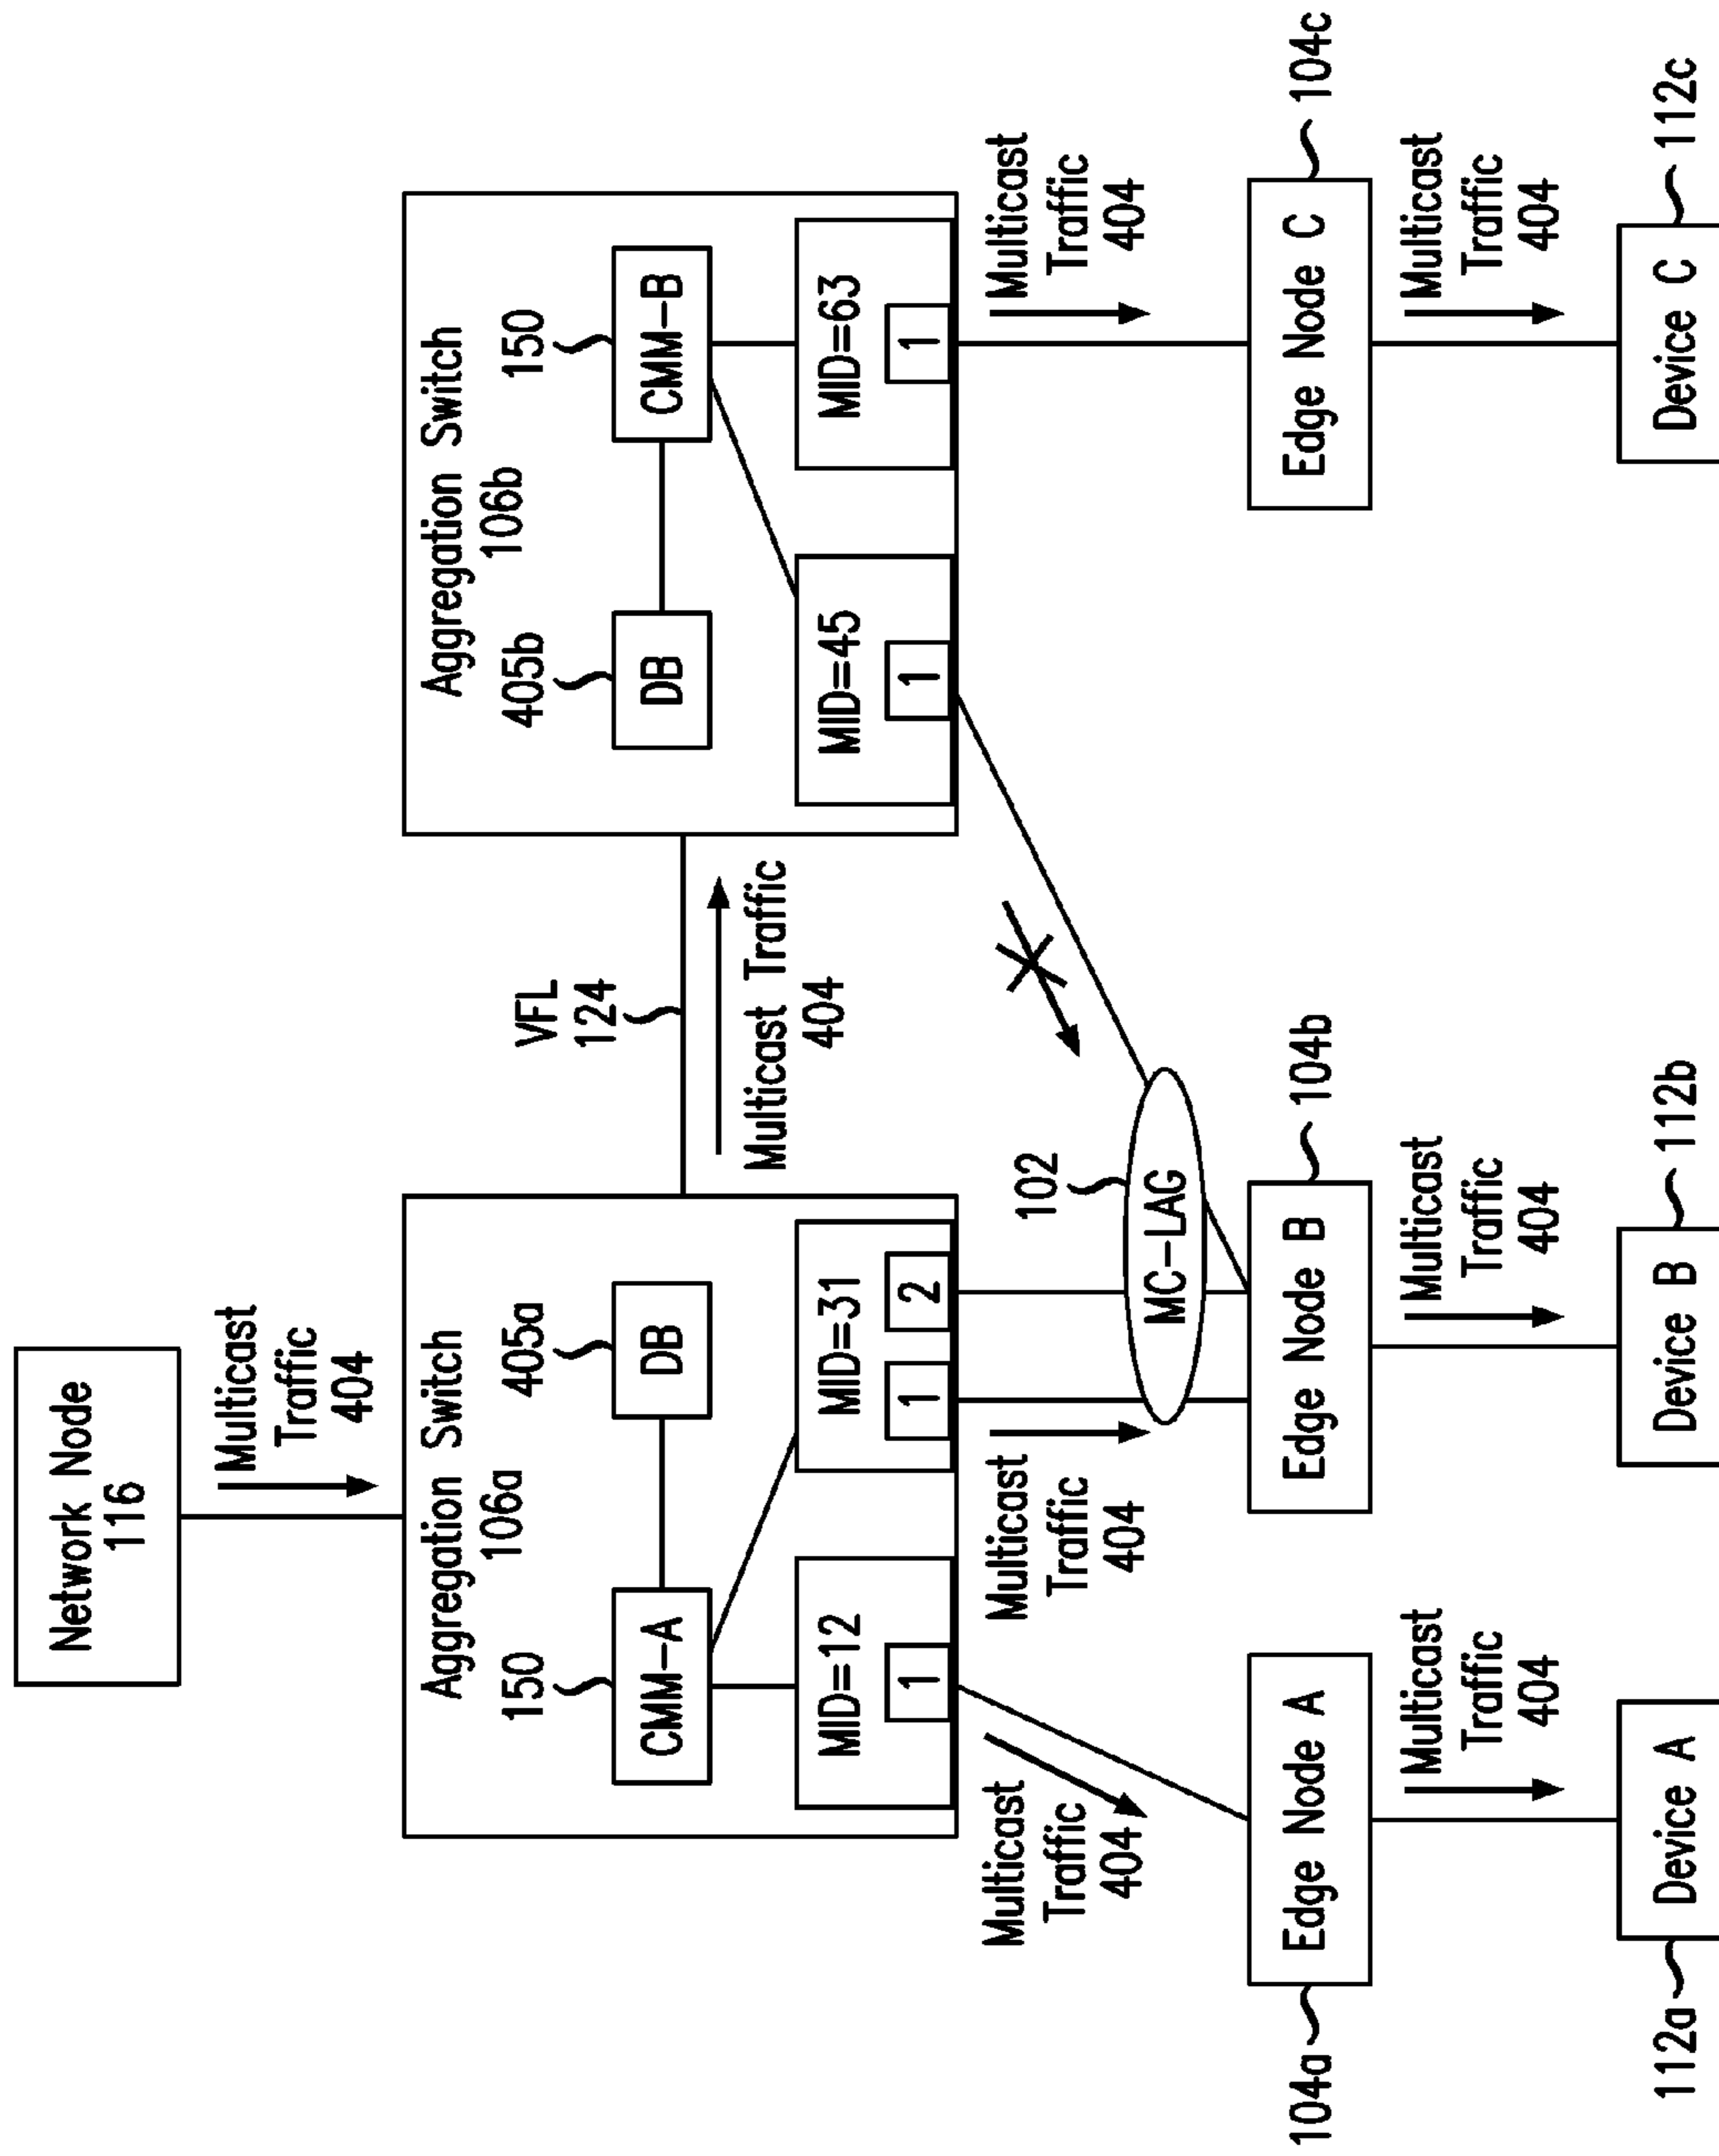 Network Node
116
Multicast
Traffic
404
Aggregation Switch
106a
150
CMM-A
405a
DB
MID=12
1
MID=31
1
2
VFL
124
Multicast Traffic
404
Aggregation Switch
106b
405b
DB
150
CMM-B
MID=45
1
MID=63
1
Multicast
Traffic
404
Multicast
Traffic
404
102
MC-LAG
Multicast
Traffic
404
104a
Edge Node A
Edge Node B
104b
Edge Node C
104c
Multicast
Traffic
404
Multicast
Traffic
404
Multicast
Traffic
404
112a
Device A
Device B
112b
Device C
112c